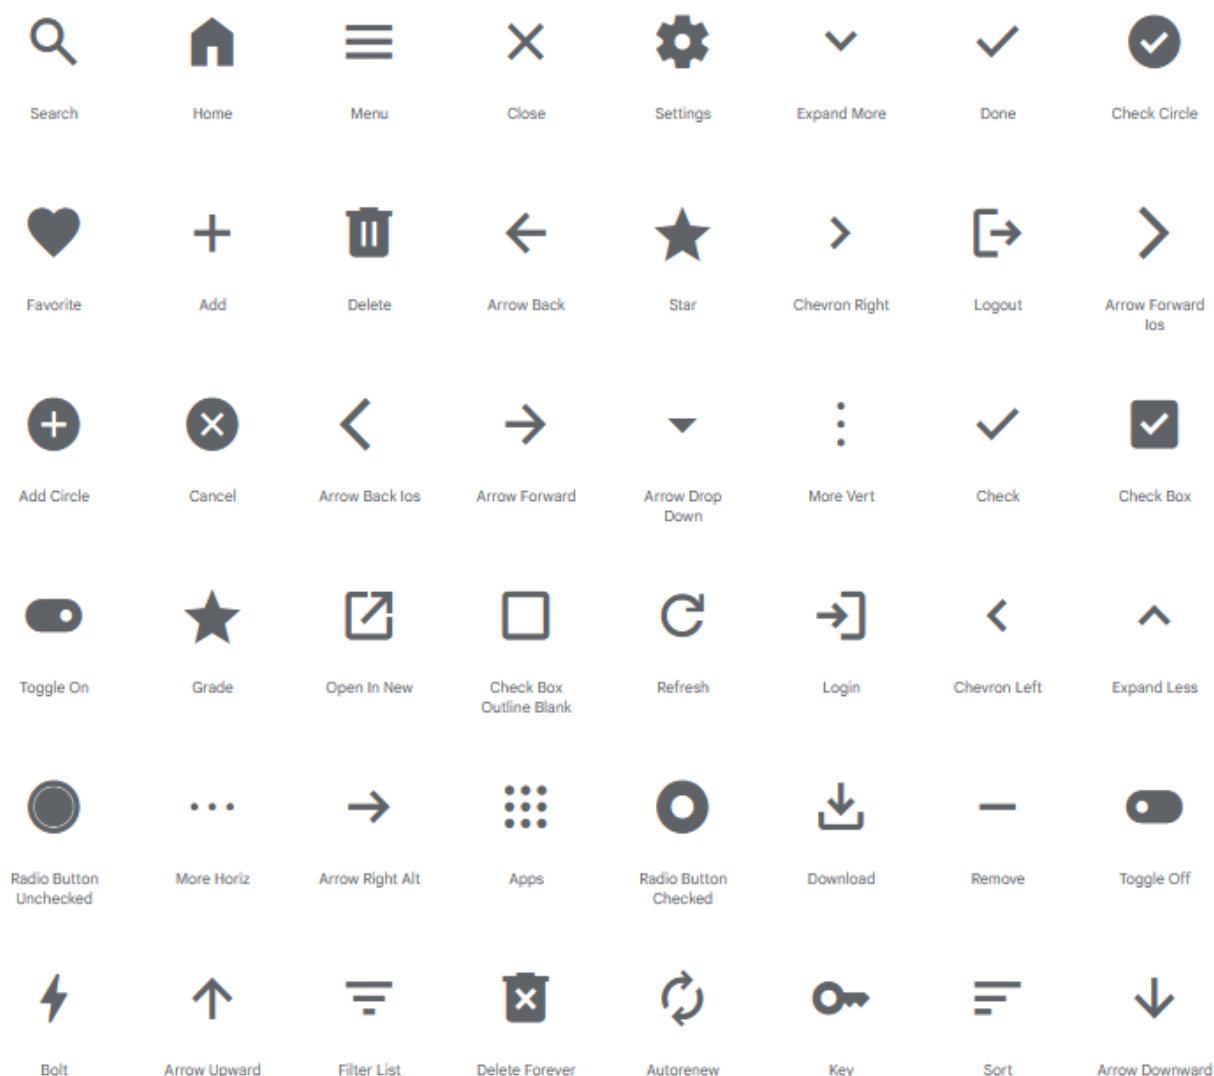 Search
Home
Menu
Close
Settings
Expand More
Done
Check Circle
Favorite
Add
Delete
Arrow Back
Star
Chevron Right
Logout
Arrow Forward
Ios
Add Circle
Cancel
Arrow Back Ios
Arrow Forward
Arrow Drop
Down
More Vert
Check
Check Box
Toggle On
Grade
Open In New
Check Box
Outline Blank
Refresh
Login
Chevron Left
Expand Less
Radio Button
Unchecked
More Horiz
Arrow Right Alt
Apps
Radio Button
Checked
Download
Remove
Toggle Off
Bolt
Arrow Upward
Filter List
Delete Forever
Autorenew
Key
Sort
Arrow Downward